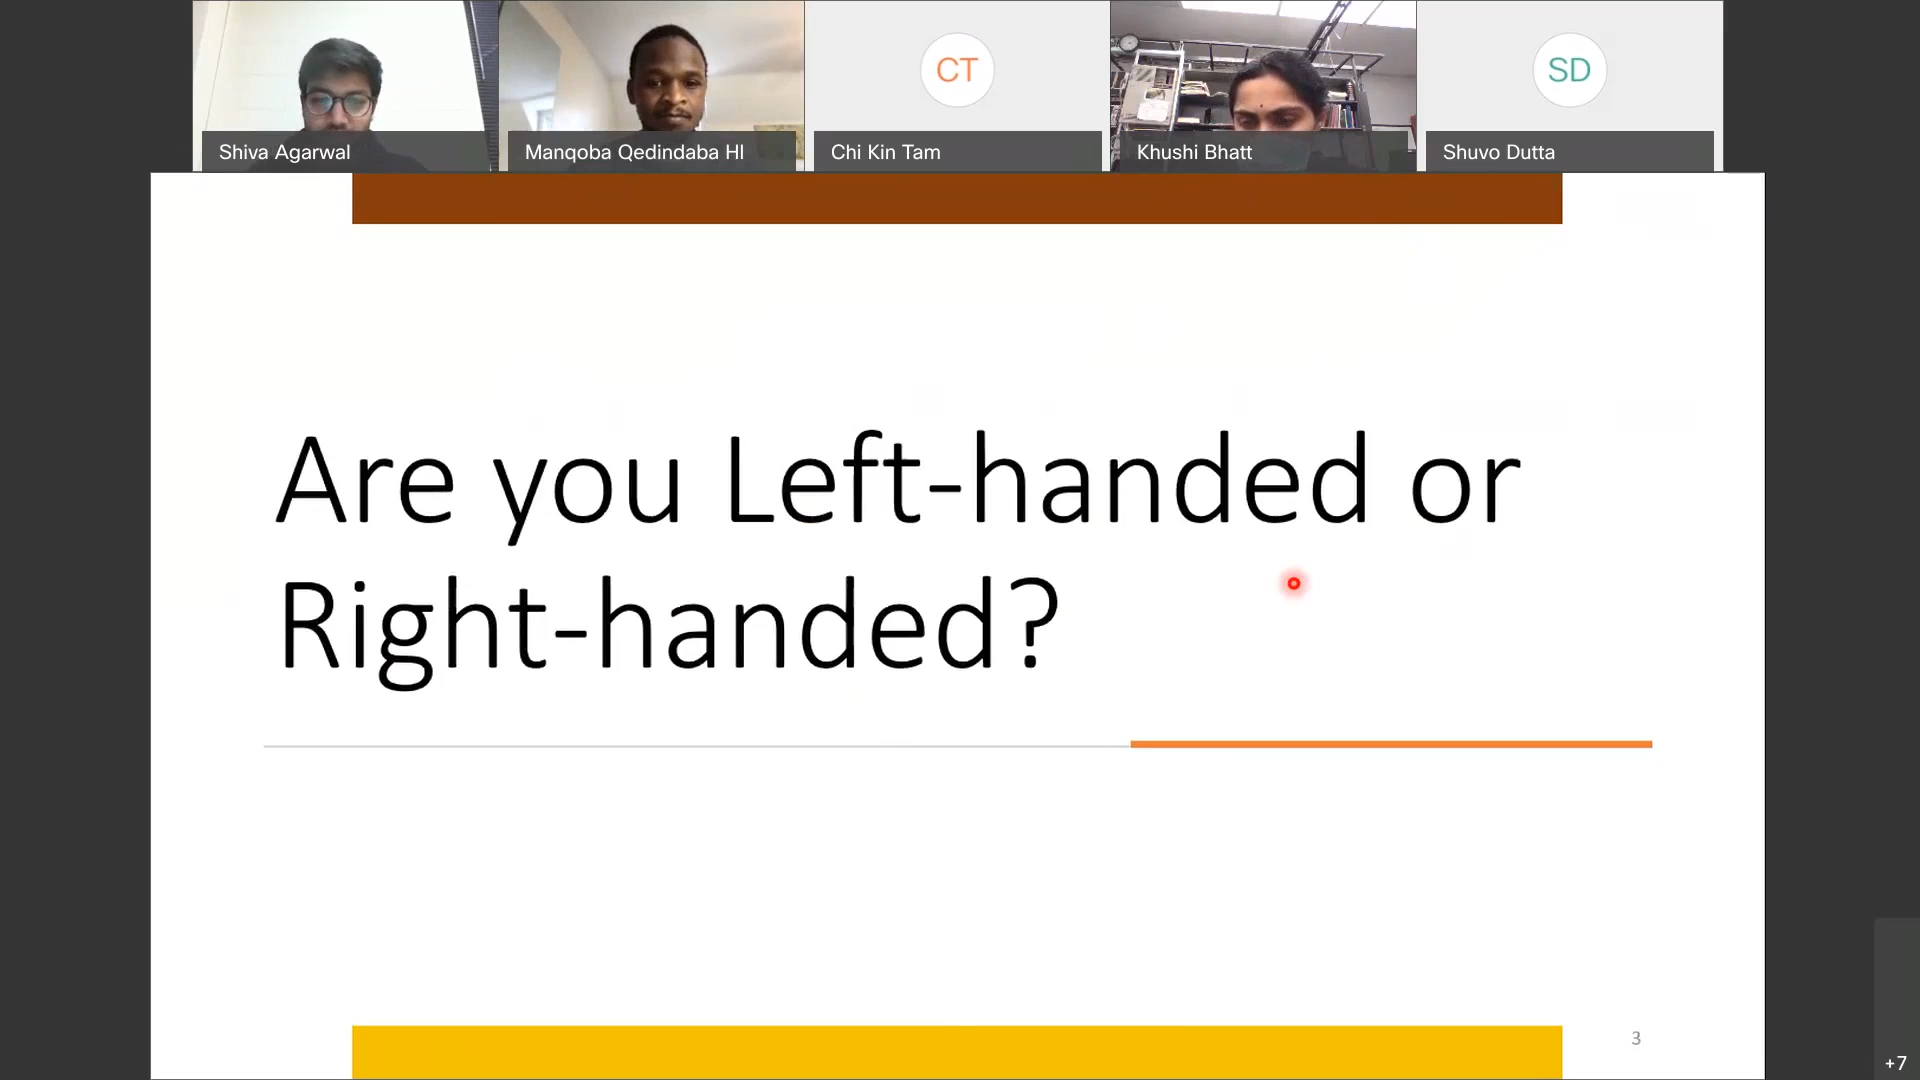 CT
SD
Shiva Agarwal
Manqoba Qedindaba Hl
Chi Kin Tam
Khushi Bhatt
Shuvo Dutta
Are you Left-handed or
Right-handed?
3
+7